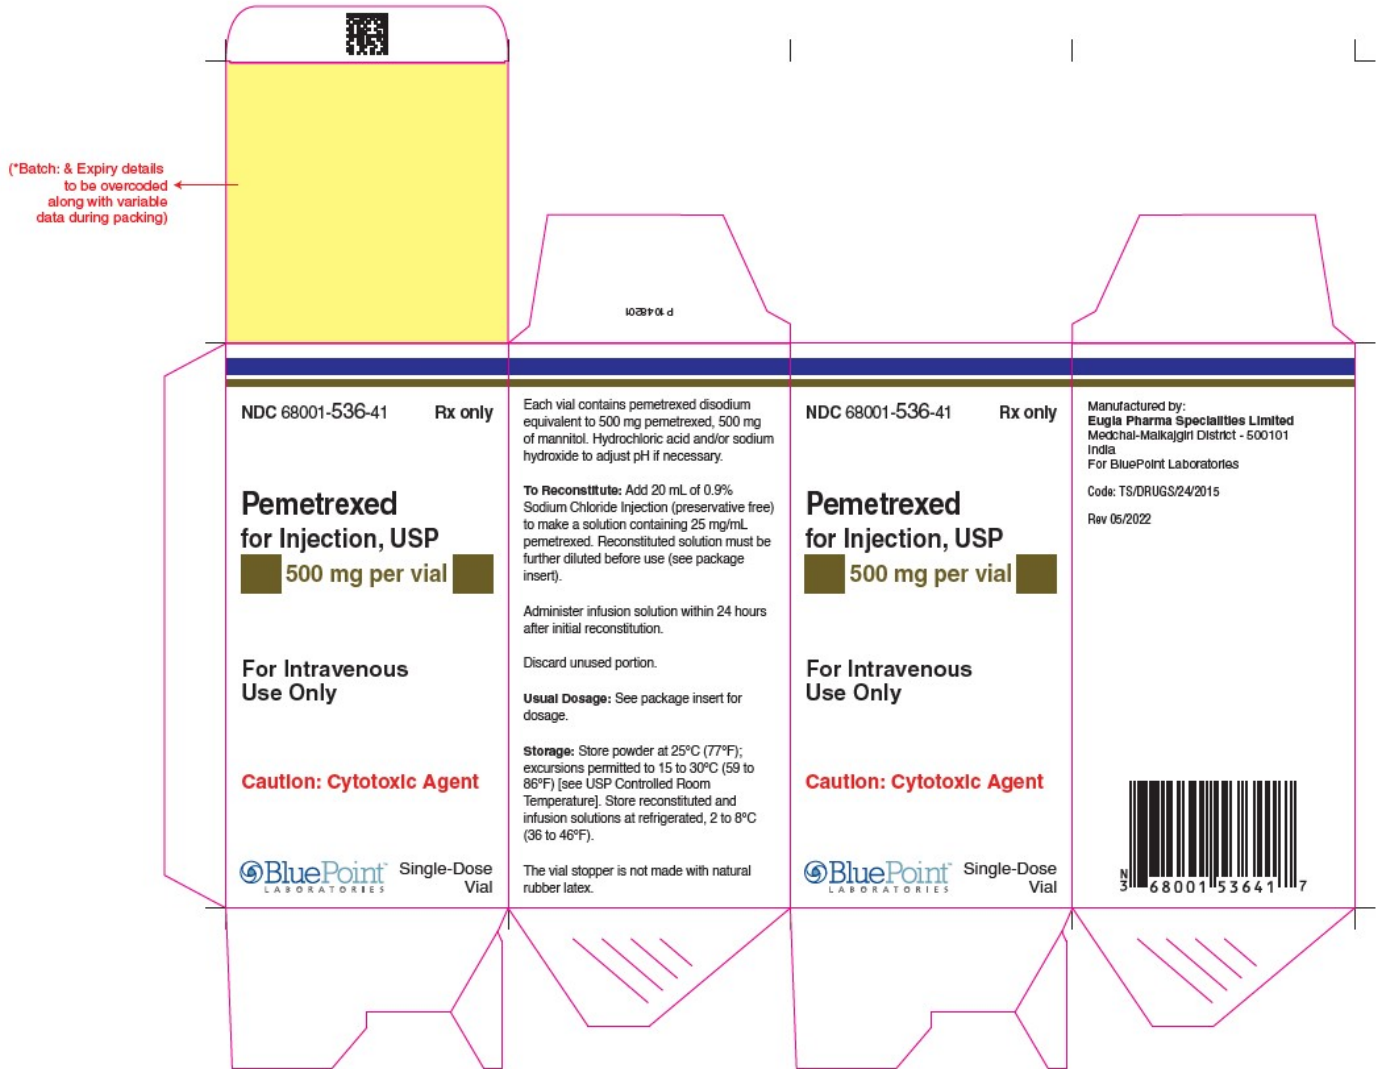 (*Batch: & Expiry details
to be overcoded
along with variable
data during packing)
P1048201
NDC 68001-536-41 Rx only
Pemetrexed
for Injection, USP
500 mg per vial
For Intravenous
Use Only
Caution: Cytotoxic Agent
BluePoint™
LABORATORIES
Single-Dose
Vial
Each vial contains pemetrexed disodium
equivalent to 500 mg pemetrexed, 500 mg
of mannitol. Hydrochloric acid and/or sodium
hydroxide to adjust pH if necessary.
To Reconstitute: Add 20 mL of 0.9%
Sodium Chloride Injection (preservative free)
to make a solution containing 25 mg/mL
pemetrexed. Reconstituted solution must be
further diluted before use (see package
insert).
Administer infusion solution within 24 hours
after initial reconstitution.
Discard unused portion.
Usual Dosage: See package insert for
dosage.
Storage: Store powder at 25°C (77°F);
excursions permitted to 15 to 30°C (59 to
86°F) [see USP Controlled Room
Temperature]. Store reconstituted and
infusion solutions at refrigerated, 2 to 8°C
(36 to 46°F).
The vial stopper is not made with natural
rubber latex.
NDC 68001-536-41 Rx only
Pemetrexed
for Injection, USP
500 mg per vial
For Intravenous
Use Only
Caution: Cytotoxic Agent
BluePoint™
LABORATORIES
Single-Dose
Vial
Manufactured by:
Eugia Pharma Specialities Limited
Medchal-Malkajgiri District - 500101
India
For BluePoint Laboratories
Code: TS/DRUGS/24/2015
Rev 05/2022
N
3 68001 53641 7